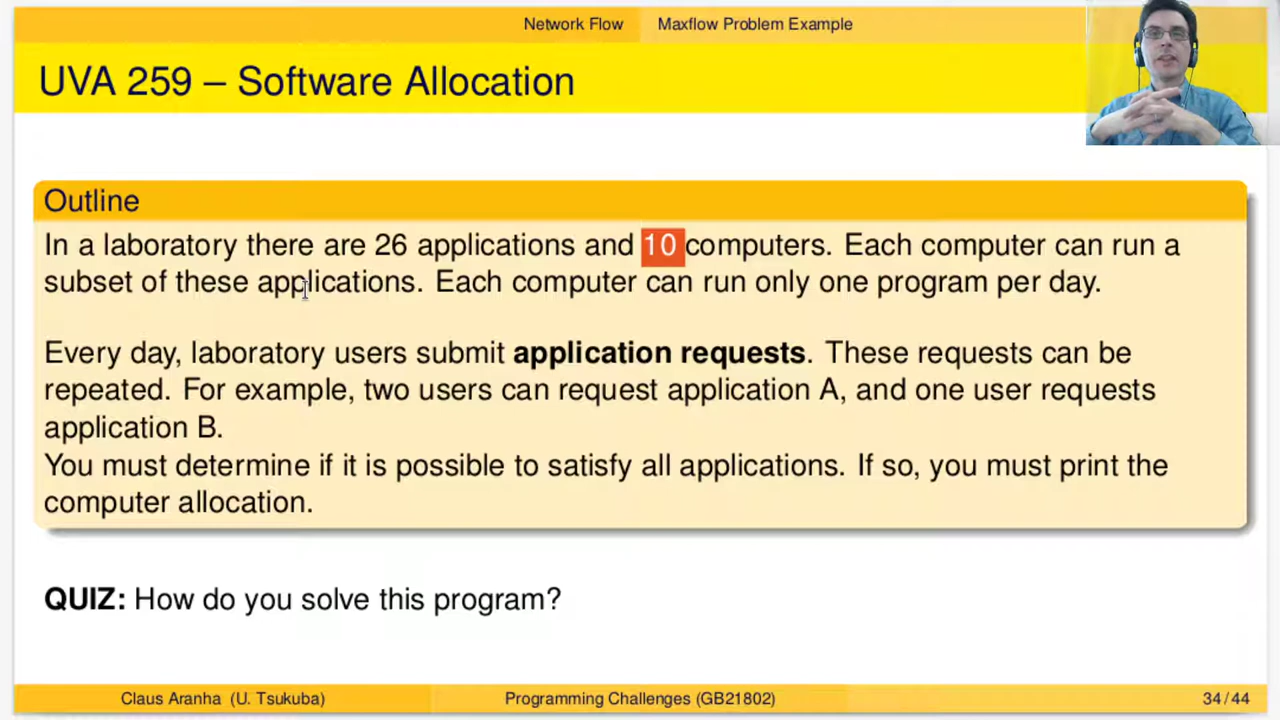 Network Flow Maxflow Problem Example
UVA 259 – Software Allocation
Outline
In a laboratory there are 26 applications and 10 computers. Each computer can run a
subset of these applications. Each computer can run only one program per day.
Every day, laboratory users submit application requests. These requests can be
repeated. For example, two users can request application A, and one user requests
application B.
You must determine if it is possible to satisfy all applications. If so, you must print the
computer allocation.
QUIZ: How do you solve this program?
Claus Aranha (U. Tsukuba) Programming Challenges (GB21802) 34 / 44